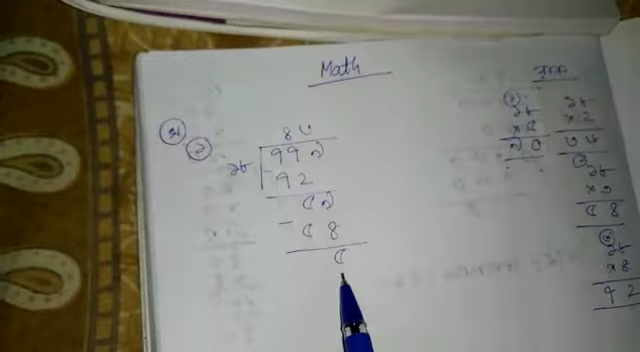 Math
৪৩
১৮ ৭৭৯
- ৭২
৫৯
- ৫৪
৫
১৮
x ৫
৯০
১৮
x ২
৩৬
১৮
x ৩
৫৪
১৮
x ৪
৭২